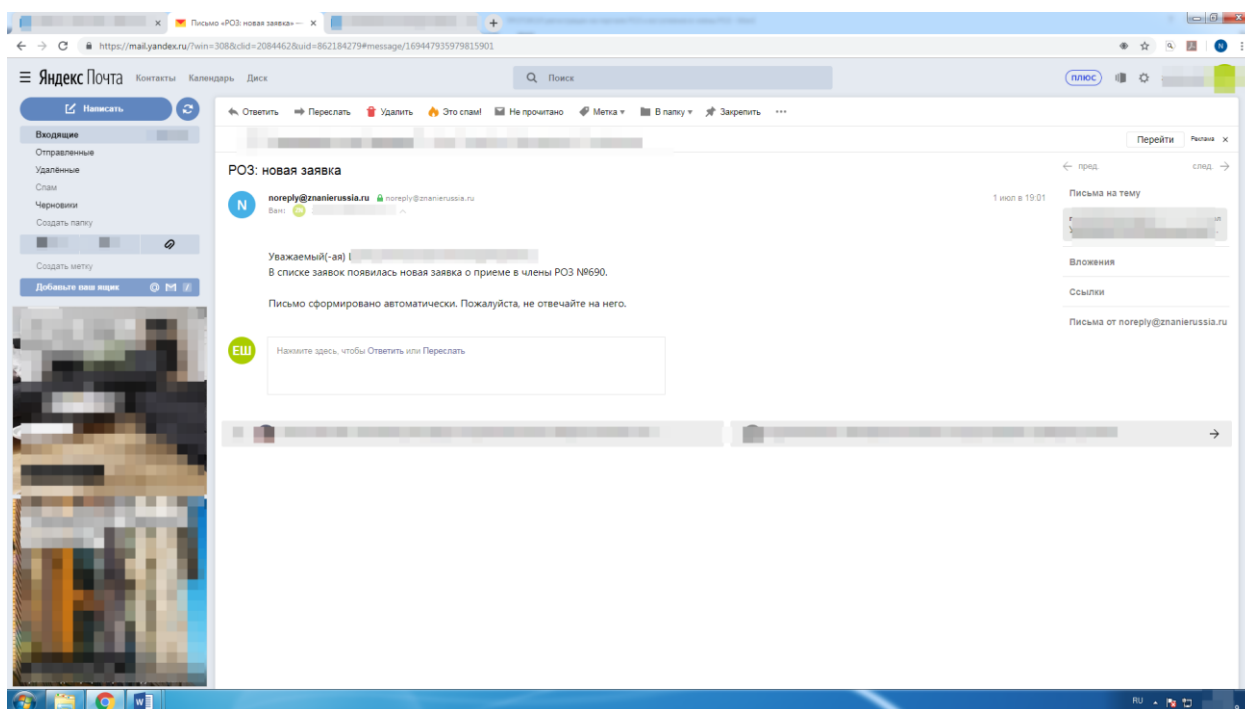 Письмо «РОЗ: новая заявка» —
https://mail.yandex.ru/?win=308&clid=2084462&uid=862184279#message/169447935979815901
Яндекс Почта Контакты Календарь Диск
Поиск
плюс
Написать
Ответить Переслать Удалить Это спам! Не прочитано Метка В папку Закрепить
Входящие
Отправленные
Удалённые
Спам
Черновики
Создать папку
Создать метку
Добавьте ваш ящик
Перейти Реклама
РОЗ: новая заявка
пред. след.
noreply@znanierussia.ru noreply@znanierussia.ru
1 июл в 19:01
Вам:
Уважаемый(-ая)
В списке заявок появилась новая заявка о приеме в члены РОЗ №690.
Письмо сформировано автоматически. Пожалуйста, не отвечайте на него.
ЕШ
Нажмите здесь, чтобы Ответить или Переслать
Письма на тему
Вложения
Ссылки
Письма от noreply@znanierussia.ru
RU